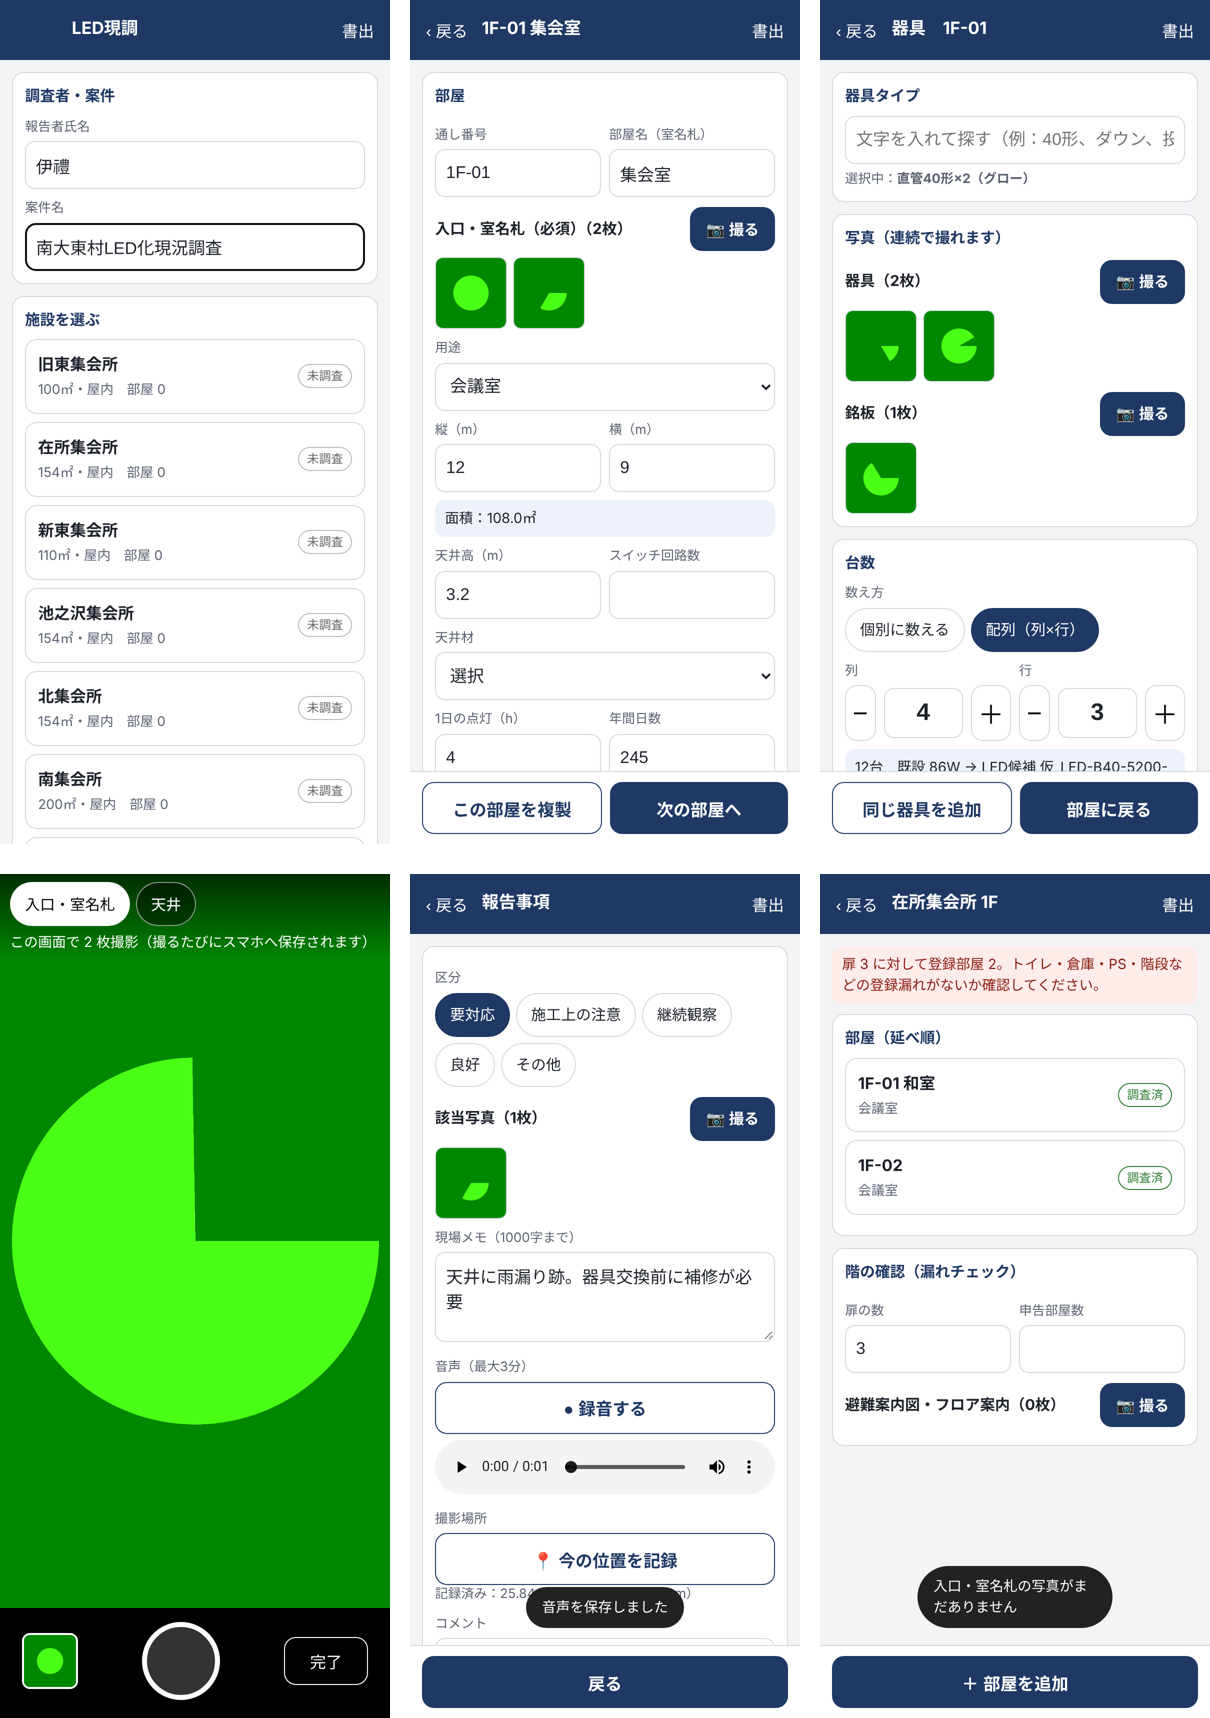 LED現調
書出
調査者・案件
報告者氏名
伊禮
案件名
南大東村LED化現況調査
施設を選ぶ
旧東集会所
100㎡・屋内　部屋 0
未調査
在所集会所
154㎡・屋内　部屋 0
未調査
新東集会所
110㎡・屋内　部屋 0
未調査
池之沢集会所
154㎡・屋内　部屋 0
未調査
北集会所
154㎡・屋内　部屋 0
未調査
南集会所
200㎡・屋内　部屋 0
未調査
‹ 戻る
1F-01 集会室
書出
部屋
通し番号
部屋名（室名札）
1F-01
集会室
入口・室名札（必須）（2枚）
撮る
用途
会議室
縦（m）
横（m）
12
9
面積：108.0㎡
天井高（m）
スイッチ回路数
3.2
天井材
選択
1日の点灯（h）
年間日数
4
245
この部屋を複製
次の部屋へ
‹ 戻る
器具　1F-01
書出
器具タイプ
文字を入れて探す（例：40形、ダウン、投
選択中：直管40形×2（グロー）
写真（連続で撮れます）
器具（2枚）
撮る
銘板（1枚）
撮る
台数
数え方
個別に数える
配列（列×行）
列
行
−
4
＋
−
3
＋
12台　既設 86W → LED候補 仮 LED-B40-5200-
同じ器具を追加
部屋に戻る
入口・室名札
天井
この画面で 2 枚撮影（撮るたびにスマホへ保存されます）
完了
‹ 戻る
報告事項
書出
区分
要対応
施工上の注意
継続観察
良好
その他
該当写真（1枚）
撮る
現場メモ（1000字まで）
天井に雨漏り跡。器具交換前に補修が必
要
音声（最大3分）
● 録音する
0:00 / 0:01
撮影場所
今の位置を記録
記録済み：25.84
m）
音声を保存しました
コメント
戻る
‹ 戻る
在所集会所 1F
書出
扉 3 に対して登録部屋 2。トイレ・倉庫・PS・階段な
どの登録漏れがないか確認してください。
部屋（延べ順）
1F-01 和室
会議室
調査済
1F-02
会議室
調査済
階の確認（漏れチェック）
扉の数
申告部屋数
3
避難案内図・フロア案内（0枚）
撮る
入口・室名札の写真がま
だありません
＋ 部屋を追加